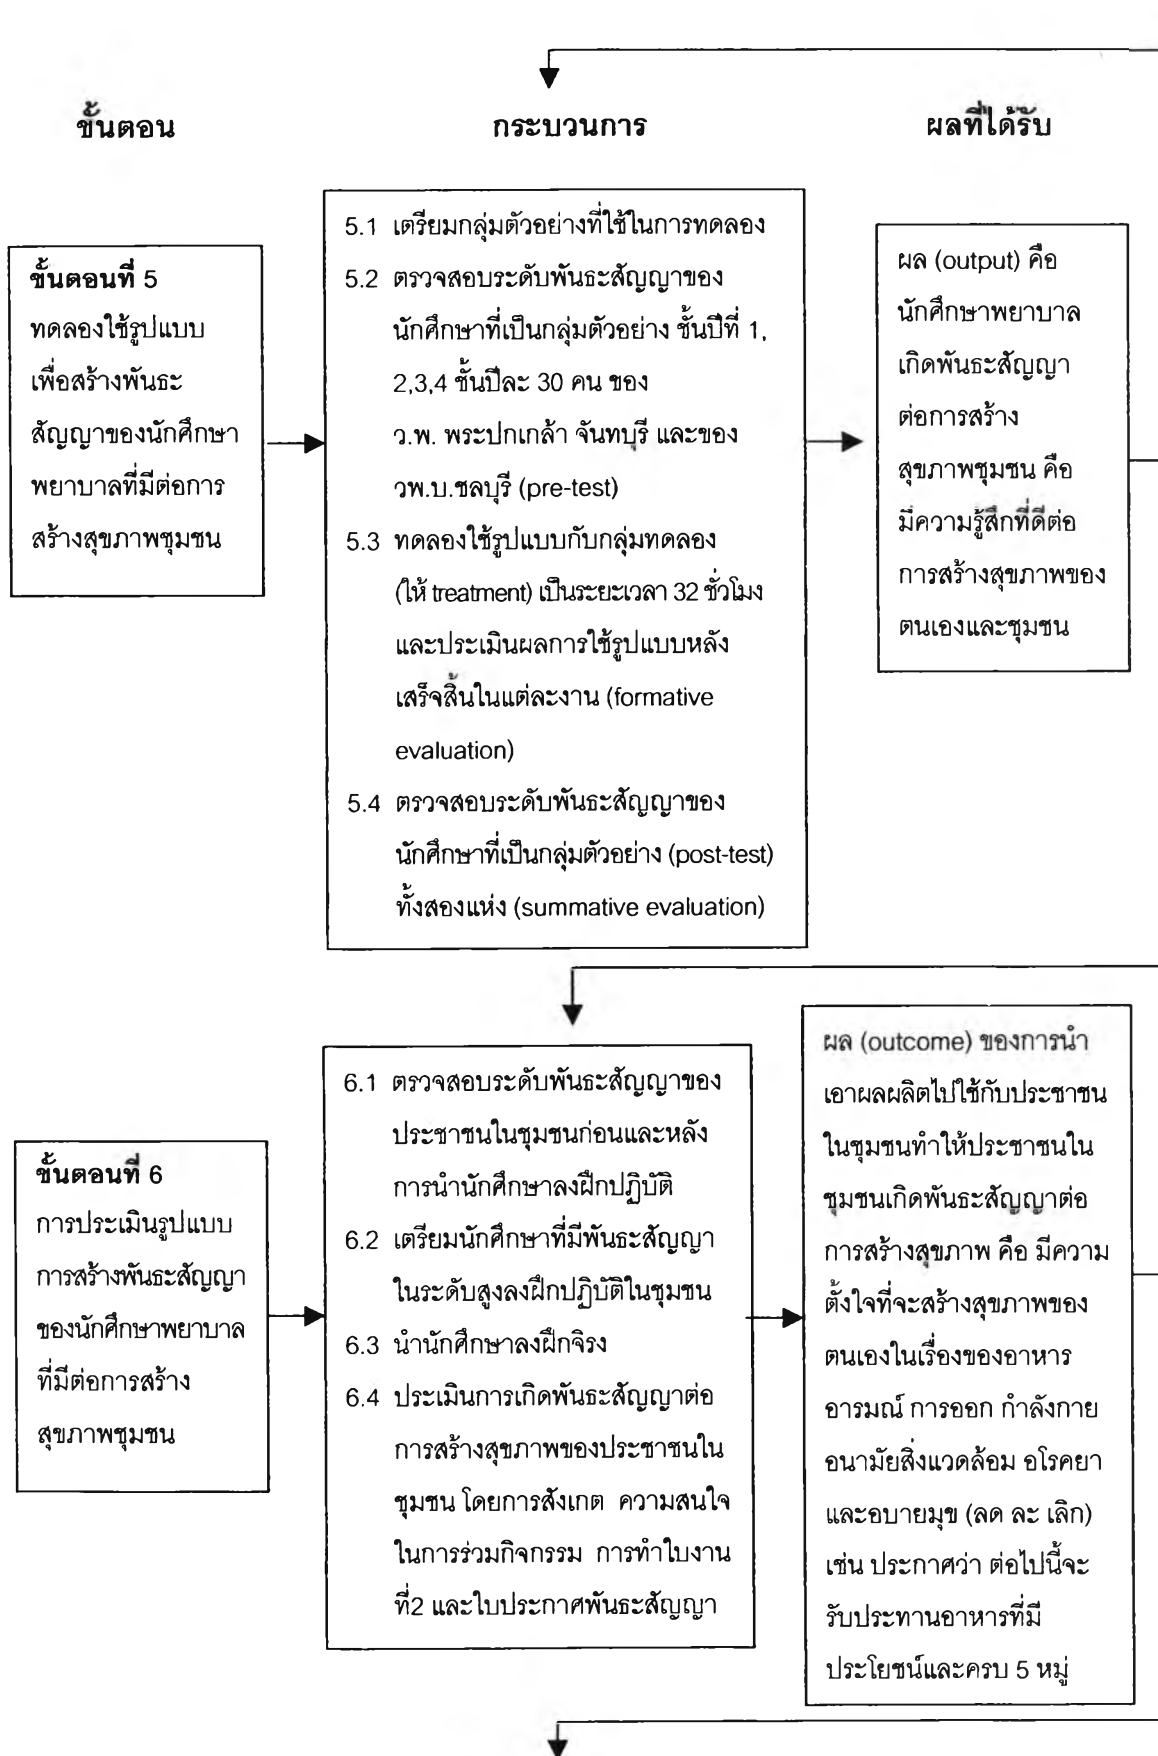 ขั้นตอน
กระบวนการ
ผลที่ได้รับ
ขั้นตอนที่ 5
ทดลองใช้รูปแบบ
เพื่อสร้างพันธะ
สัญญาของนักศึกษา
พยาบาลที่มีต่อการ
สร้างสุขภาพชุมชน
5.1 เตรียมกลุ่มตัวอย่างที่ใช้ในการทดลอง
5.2 ตรวจสอบระดับพันธะสัญญาของ
นักศึกษาที่เป็นกลุ่มตัวอย่าง ชั้นปีที่ 1,
2,3,4 ชั้นปีละ 30 คน ของ
ว.พ. พระปกเกล้า จันทบุรี และของ
วพ.บ.ชลบุรี (pre-test)
5.3 ทดลองใช้รูปแบบกับกลุ่มทดลอง
(ให้ treatment) เป็นระยะเวลา 32 ชั่วโมง
และประเมินผลการใช้รูปแบบหลัง
เสร็จสิ้นในแต่ละงาน (formative
evaluation)
5.4 ตรวจสอบระดับพันธะสัญญาของ
นักศึกษาที่เป็นกลุ่มตัวอย่าง (post-test)
ทั้งสองแห่ง (summative evaluation)
ผล (output) คือ
นักศึกษาพยาบาล
เกิดพันธะสัญญา
ต่อการสร้าง
สุขภาพชุมชน คือ
มีความรู้สึกที่ดีต่อ
การสร้างสุขภาพของ
ตนเองและชุมชน
ขั้นตอนที่ 6
การประเมินรูปแบบ
การสร้างพันธะสัญญา
ของนักศึกษาพยาบาล
ที่มีต่อการสร้าง
สุขภาพชุมชน
6.1 ตรวจสอบระดับพันธะสัญญาของ
ประชาชนในชุมชนก่อนและหลัง
การนำนักศึกษาลงฝึกปฏิบัติ
6.2 เตรียมนักศึกษาที่มีพันธะสัญญา
ในระดับสูงลงฝึกปฏิบัติในชุมชน
6.3 นำนักศึกษาลงฝึกจิรง
6.4 ประเมินการเกิดพันธะสัญญาต่อ
การสร้างสุขภาพของประชาชนใน
ชุมชน โดยการสังเกต ความสนใจ
ในการร่วมกิจกรรม การทำใบงาน
ที่2 และใบประกาศพันธะสัญญา
ผล (outcome) ของการนำ
เอาผลผลิตไปใช้กับประชาชน
ในชุมชนทำให้ประชาชนใน
ชุมชนเกิดพันธะสัญญาต่อ
การสร้างสุขภาพ คือ มีความ
ตั้งใจที่จะสร้างสุขภาพของ
ตนเองในเรื่องของอาหาร
อารมณ์ การออก กำลังกาย
อนามัยสิ่งแวดล้อม อโรคยา
และอบายมุข (ลด ละ เลิก)
เช่น ประกาศว่า ต่อไปนี้จะ
รับประทานอาหารที่มี
ประโยชน์และครบ 5 หมู่